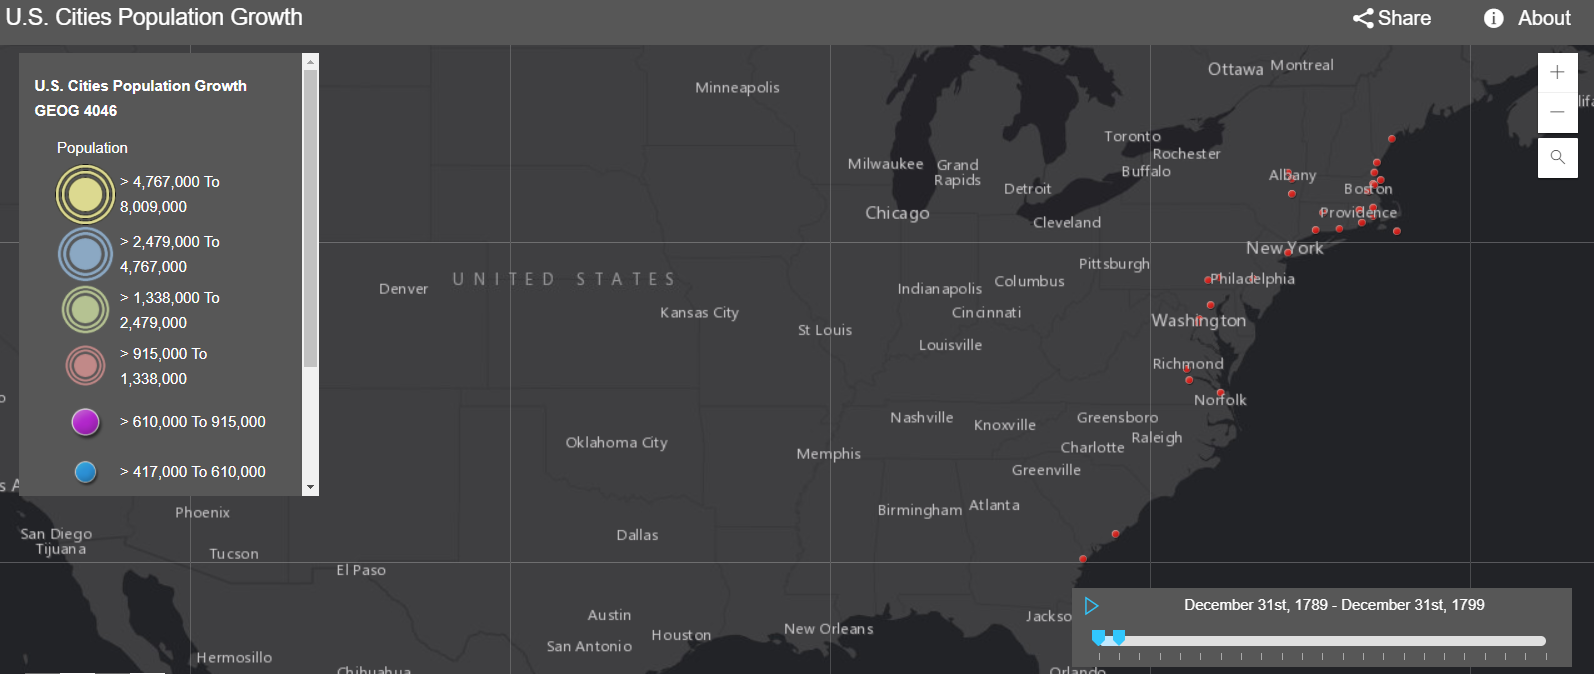 U.S. Cities Population Growth
Share
About
U.S. Cities Population Growth
GEOG 4046
Population
> 4,767,000 To
8,009,000
> 2,479,000 To
4,767,000
> 1,338,000 To
2,479,000
> 915,000 To
1,338,000
> 610,000 To 915,000
> 417,000 To 610,000
Ottawa
Montreal
Minneapolis
Toronto
Rochester
Buffalo
Milwaukee
Grand
Rapids
Detroit
Albany
Boston
Chicago
Cleveland
Providence
New York
Pittsburgh
Philadelphia
UNITED STATES
Denver
Indianapolis
Columbus
Kansas City
Cincinnati
Washington
St Louis
Louisville
Richmond
Norfolk
Nashville
Knoxville
Greensboro
Raleigh
Oklahoma City
Memphis
Charlotte
Greenville
Birmingham
Atlanta
Phoenix
San Diego
Tijuana
Tucson
Dallas
El Paso
Austin
Houston
New Orleans
San Antonio
Jackso
Hermosillo
Chihuahua
Orlando
December 31st, 1789 - December 31st, 1799